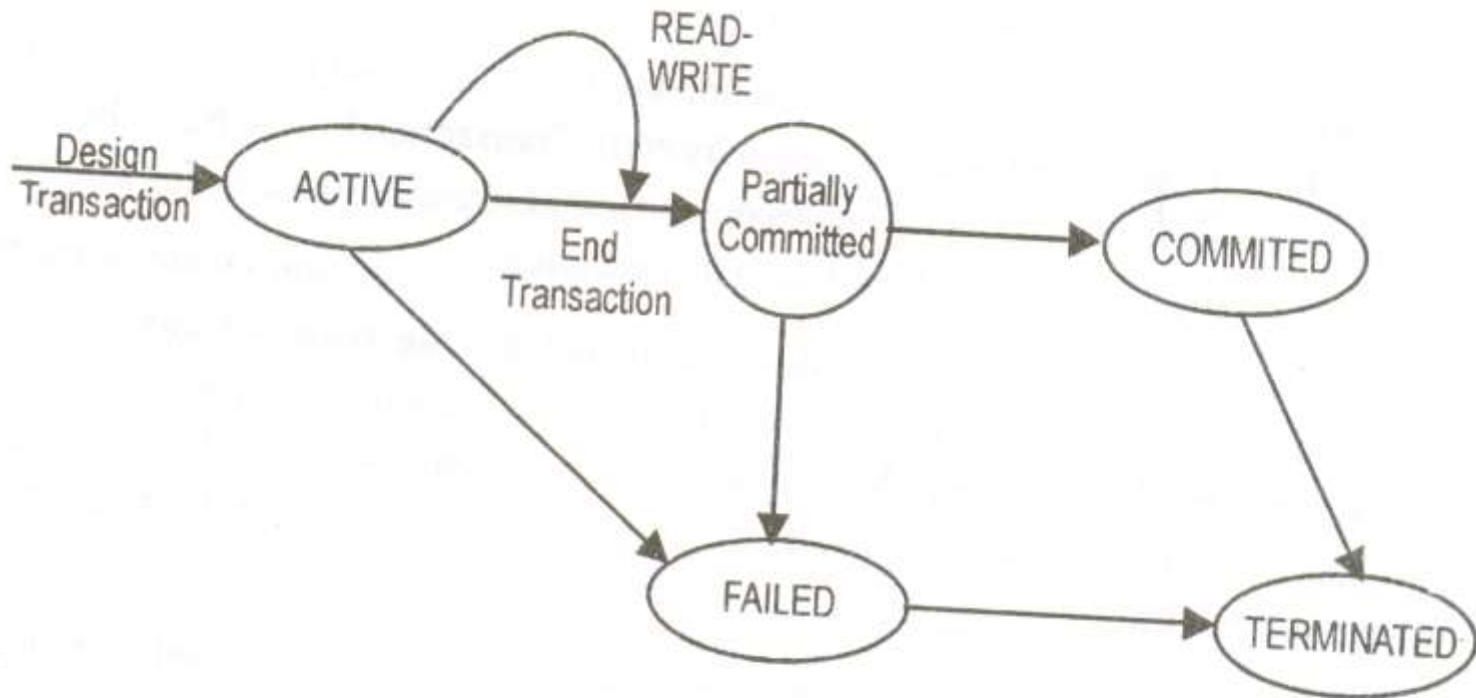 READ-
WRITE
Design
Transaction
ACTIVE
End
Transaction
Partially
Committed
COMMITED
FAILED
TERMINATED